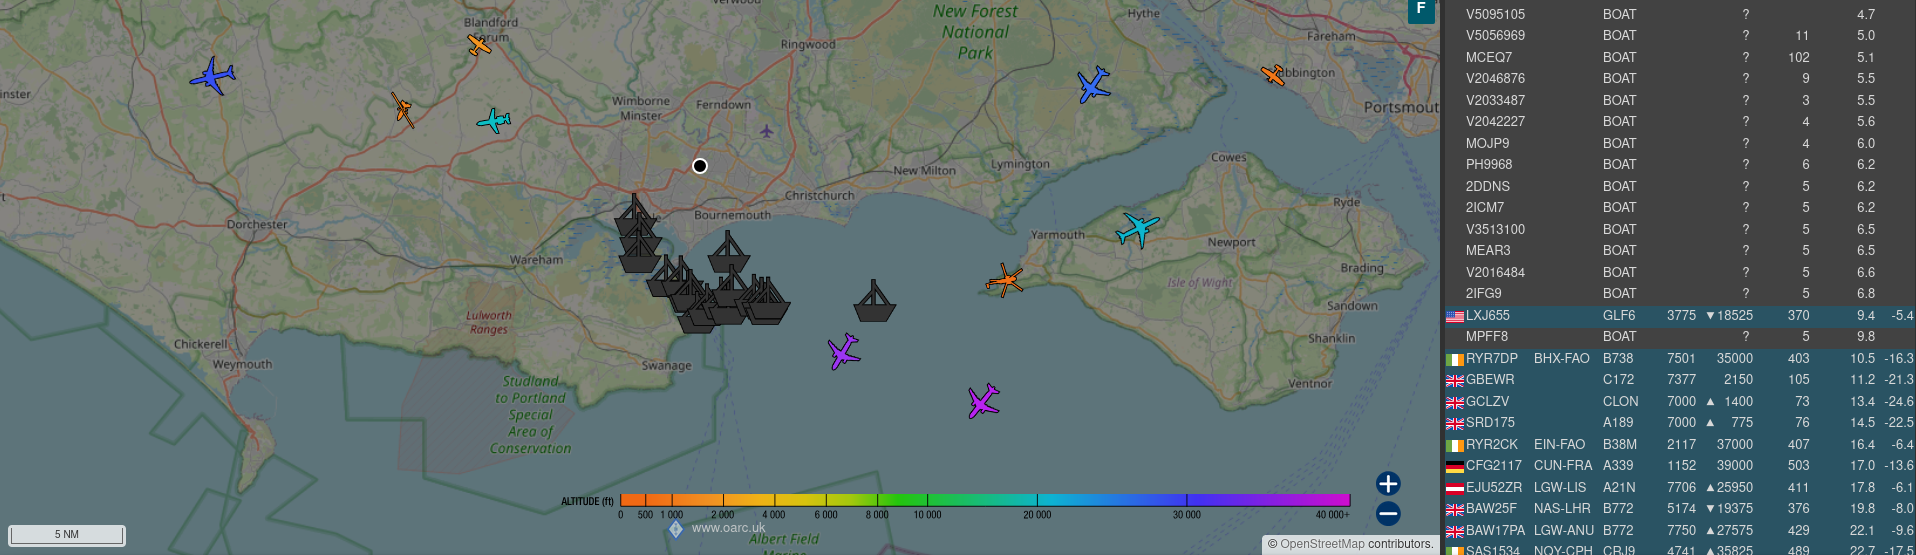 Verwood
Hythe
Blandford
Forum
New Forest
National
Park
F
Fareham
Ringwood
Wimborne
Minster
Ferndown
Portsmout
Lymington
Cowes
New Milton
Christchurch
Bournemouth
Ryde
Dorchester
Yarmouth
Newport
Wareham
Brading
Isle of Wight
Sandown
Lulworth
Ranges
Shanklin
Chickerell
Weymouth
Swanage
Ventnor
Studland
to Portland
Special
Area of
Conservation
ALTITUDE (ft)
0 500 1 000 2 000 4 000 6 000 8 000 10 000 20 000 30 000 40 000+
www.oarc.uk
5 NM
Albert Field
© OpenStreetMap contributors.
V5095105 BOAT ? 4.7
V5056969 BOAT ? 11 5.0
MCEQ7 BOAT ? 102 5.1
V2046876 BOAT ? 9 5.5
V2033487 BOAT ? 3 5.5
V2042227 BOAT ? 4 5.6
MOJP9 BOAT ? 4 6.0
PH9968 BOAT ? 6 6.2
2DDNS BOAT ? 5 6.2
2ICM7 BOAT ? 5 6.2
V3513100 BOAT ? 5 6.5
MEAR3 BOAT ? 5 6.5
V2016484 BOAT ? 5 6.6
2IFG9 BOAT ? 5 6.8
LXJ655 GLF6 3775 ▼18525 370 9.4 -5.4
MPFF8 BOAT ? 5 9.8
RYR7DP BHX-FAO B738 7501 35000 403 10.5 -16.3
GBEWR C172 7377 2150 105 11.2 -21.3
GCLZV CLON 7000 ▲ 1400 73 13.4 -24.6
SRD175 A189 7000 ▲ 775 76 14.5 -22.5
RYR2CK EIN-FAO B38M 2117 37000 407 16.4 -6.4
CFG2117 CUN-FRA A339 1152 39000 503 17.0 -13.6
EJU52ZR LGW-LIS A21N 7706 ▲25950 411 17.8 -6.1
BAW25F NAS-LHR B772 5174 ▼19375 376 19.8 -8.0
BAW17PA LGW-ANU B772 7750 ▲27575 429 22.1 -9.6
SAS1534 NQY-CPH CRJ9 4741 ▲35825 489 22.7 -17.5